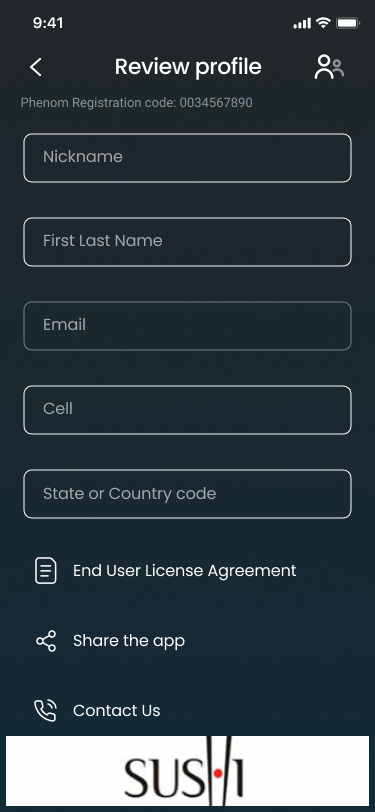 9:41
Review profile
Phenom Registration code: 0034567890
Nickname
First Last Name
Email
Cell
State or Country code
End User License Agreement
Share the app
Contact Us
SUSHI